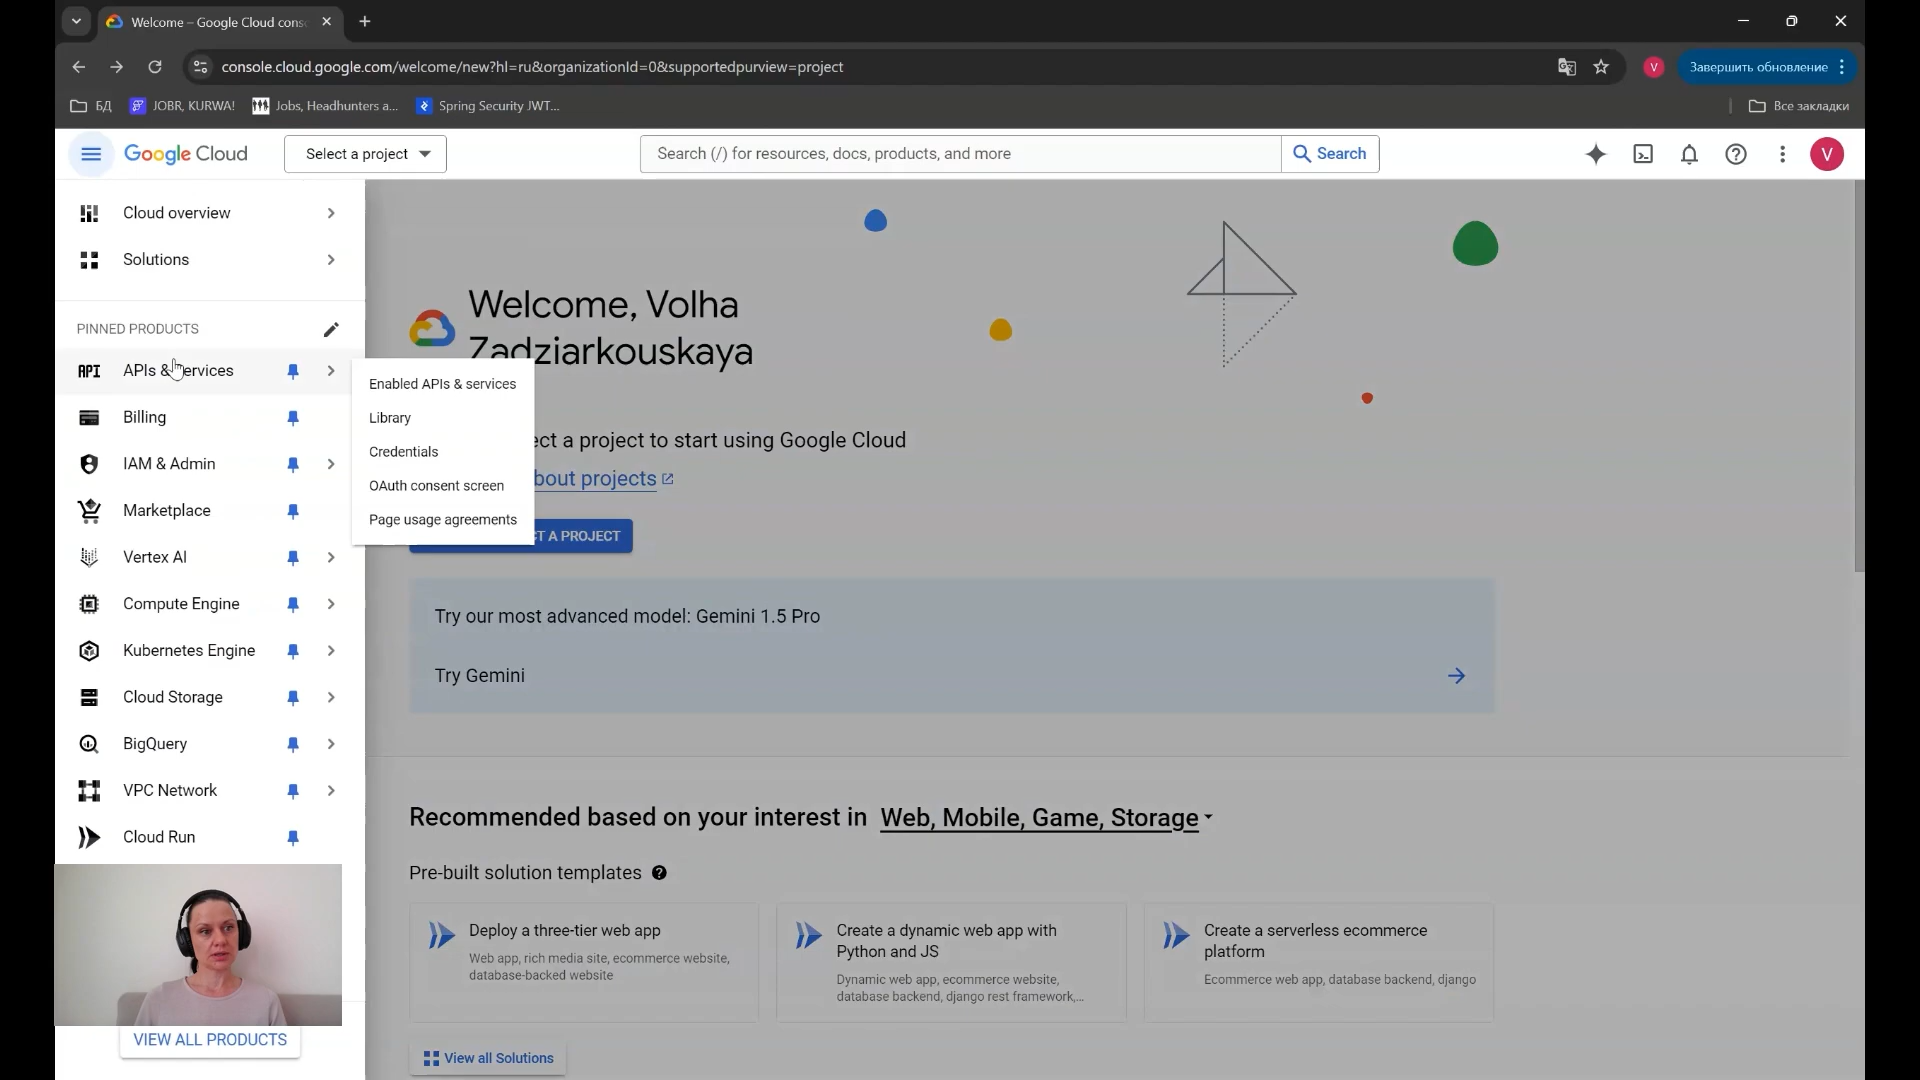 Welcome – Google Cloud cons
console.cloud.google.com/welcome/new?hl=ru&organizationId=0&supportedpurview=project
V
Завершить обновление
БД
JOBR, KURWA!
Jobs, Headhunters a...
Spring Security JWT...
Все закладки
Google Cloud
Select a project
Search (/) for resources, docs, products, and more
Search
V
Cloud overview
Solutions
PINNED PRODUCTS
API APIs & Services
Billing
IAM & Admin
Marketplace
Vertex AI
Compute Engine
Kubernetes Engine
Cloud Storage
BigQuery
VPC Network
Cloud Run
VIEW ALL PRODUCTS
Enabled APIs & services
Library
Credentials
OAuth consent screen
Page usage agreements
Welcome, Volha
Zadziarkouskaya
ect a project to start using Google Cloud
bout projects
CT A PROJECT
Try our most advanced model: Gemini 1.5 Pro
Try Gemini
Recommended based on your interest in Web, Mobile, Game, Storage
Pre-built solution templates
Deploy a three-tier web app
Web app, rich media site, ecommerce website,
database-backed website
Create a dynamic web app with
Python and JS
Dynamic web app, ecommerce website,
database backend, django rest framework,...
Create a serverless ecommerce
platform
Ecommerce web app, database backend, django
View all Solutions